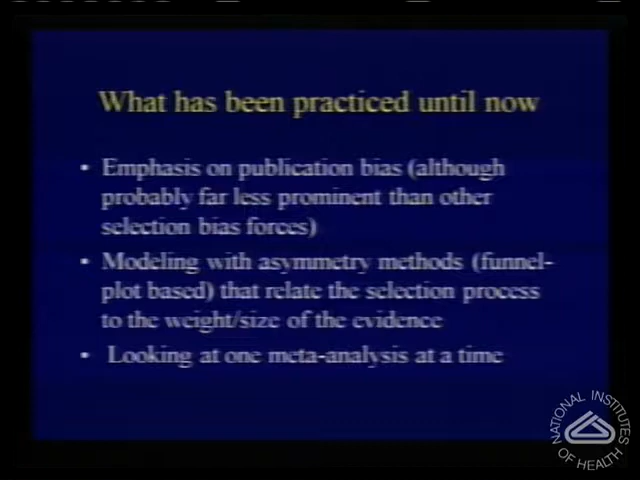 What has been practiced until now
• Emphasis on publication bias (although
probably far less prominent than other
selection bias forces)
• Modeling with asymmetry methods (funnel-
plot based) that relate the selection process
to the weight/size of the evidence
• Looking at one meta-analysis at a time
NATIONAL INSTITUTES
OF HEALTH